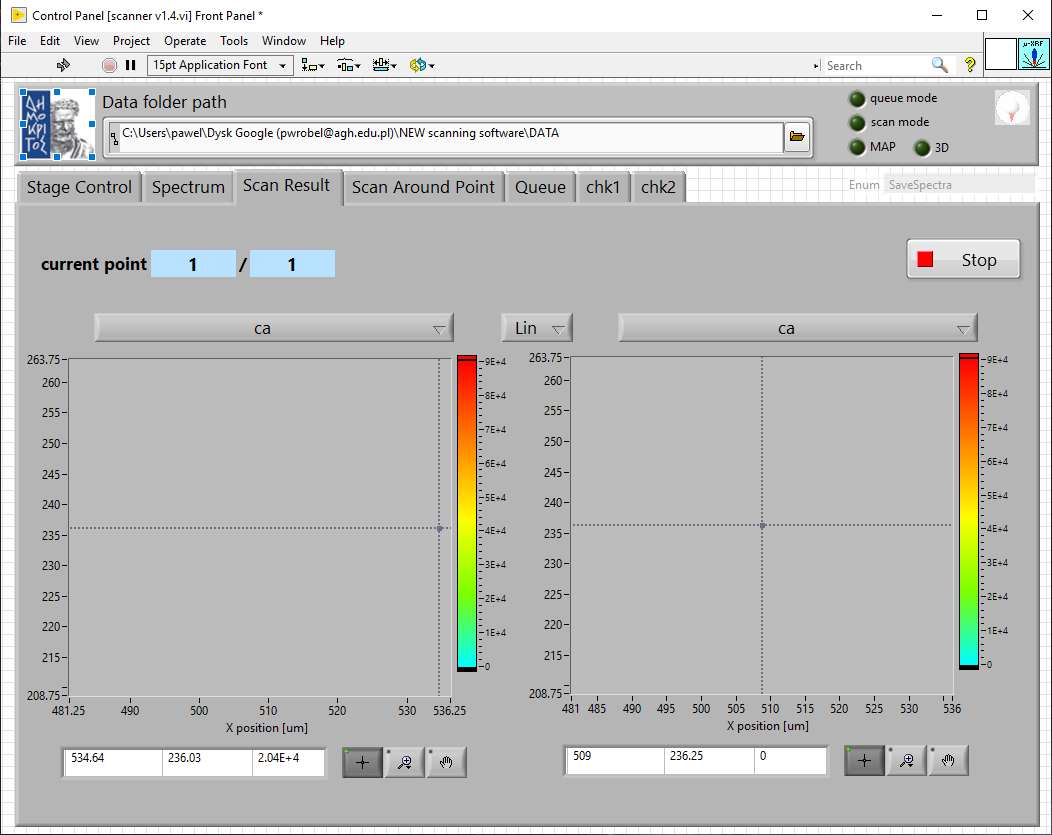 Control Panel [scanner v1.4.vi] Front Panel *
File Edit View Project Operate Tools Window Help
15pt Application Font
Search
?
μ-XRF
ΔΗ
ΜΟ
ΚΡΙ
ΤΟΣ
Data folder path
C:\Users\pawel\Dysk Google (pwrobel@agh.edu.pl)\NEW scanning software\DATA
queue mode
scan mode
MAP 3D
Stage Control Spectrum Scan Result Scan Around Point Queue chk1 chk2
Enum SaveSpectra
current point 1 / 1
Stop
ca
Lin
ca
263.75
260
255
250
245
240
235
230
225
220
215
208.75
481.25 490 500 510 520 530 536.25
X position [um]
9E+4
8E+4
7E+4
6E+4
5E+4
4E+4
3E+4
2E+4
1E+4
0
534.64 236.03 2.04E+4
263.75
260
255
250
245
240
235
230
225
220
215
208.75
481 485 490 495 500 505 510 515 520 525 530 536
X position [um]
9E+4
8E+4
7E+4
6E+4
5E+4
4E+4
3E+4
2E+4
1E+4
0
509 236.25 0